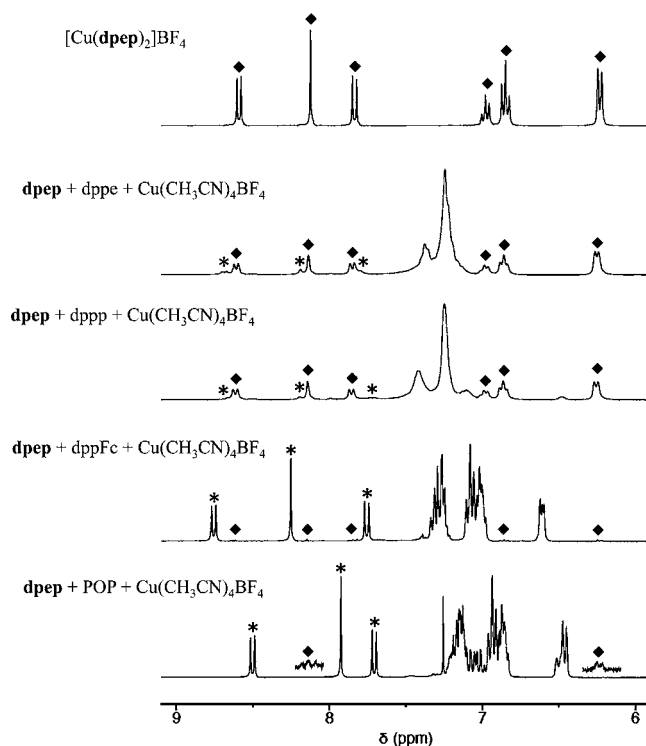 [Cu(dpep)₂]BF₄
dpep + dppe + Cu(CH₃CN)₄BF₄
dpep + dppp + Cu(CH₃CN)₄BF₄
dpep + dppFc + Cu(CH₃CN)₄BF₄
dpep + POP + Cu(CH₃CN)₄BF₄
9 8 7 6
δ (ppm)